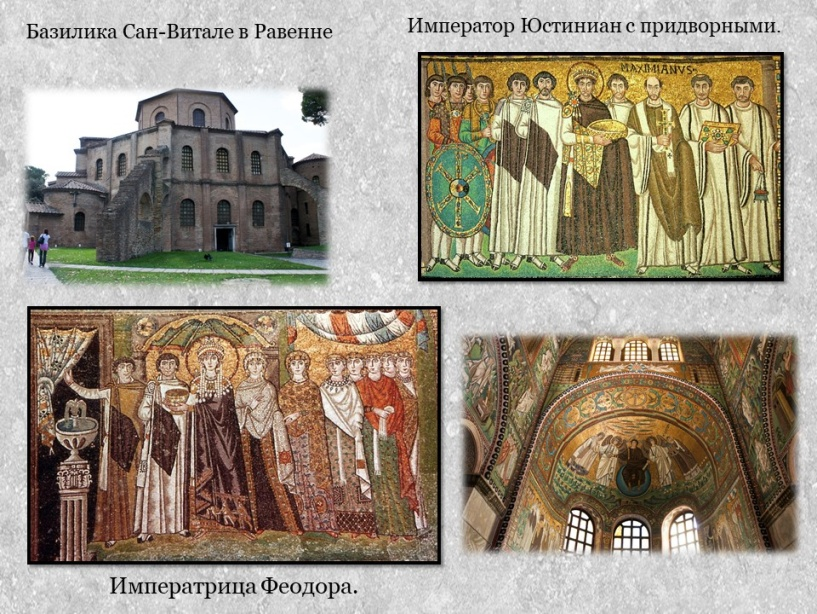 Базилика Сан-Витале в Равенне
Император Юстиниан с придворными.
MAXIMIANVS
Императрица Феодора.